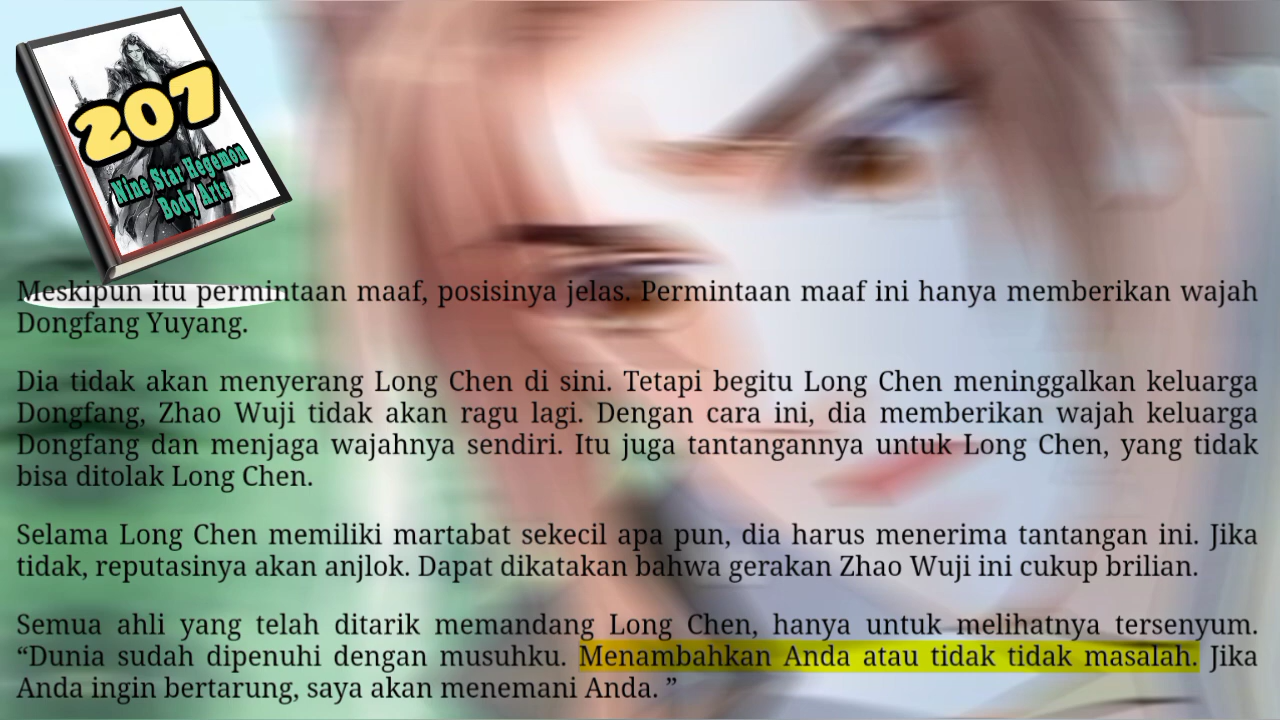 207
Nine Star Hegemon
Body Arts
Meskipun itu permintaan maaf, posisinya jelas. Permintaan maaf ini hanya memberikan wajah
Dongfang Yuyang.
Dia tidak akan menyerang Long Chen di sini. Tetapi begitu Long Chen meninggalkan keluarga
Dongfang, Zhao Wuji tidak akan ragu lagi. Dengan cara ini, dia memberikan wajah keluarga
Dongfang dan menjaga wajahnya sendiri. Itu juga tantangannya untuk Long Chen, yang tidak
bisa ditolak Long Chen.
Selama Long Chen memiliki martabat sekecil apa pun, dia harus menerima tantangan ini. Jika
tidak, reputasinya akan anjlok. Dapat dikatakan bahwa gerakan Zhao Wuji ini cukup brilian.
Semua ahli yang telah ditarik memandang Long Chen, hanya untuk melihatnya tersenyum.
“Dunia sudah dipenuhi dengan musuhku. Menambahkan Anda atau tidak tidak masalah. Jika
Anda ingin bertarung, saya akan menemani Anda. ”